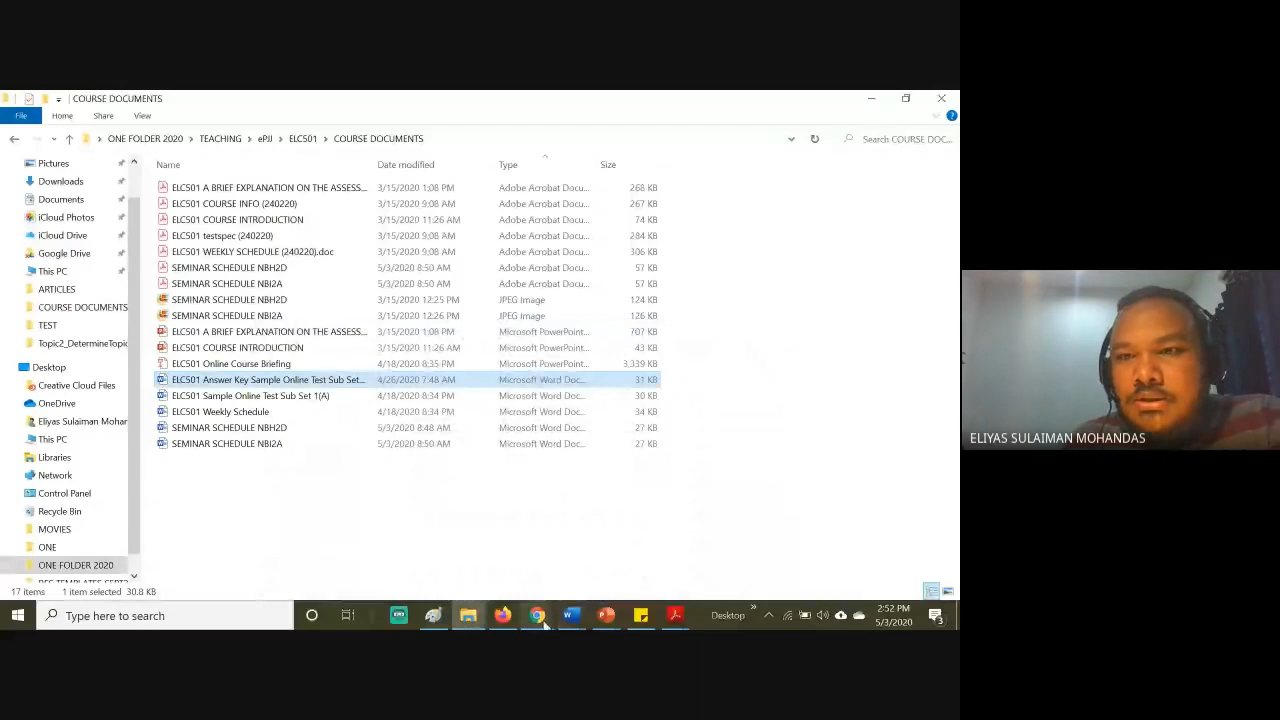 COURSE DOCUMENTS
File Home Share View
ONE FOLDER 2020 TEACHING ePJJ ELC501 COURSE DOCUMENTS Search COURSE DOC...
Name Date modified Type Size
Pictures
Downloads
Documents
iCloud Photos
iCloud Drive
Google Drive
This PC
ARTICLES
COURSE DOCUMENTS
TEST
Topic2_DetermineTopic
Desktop
Creative Cloud Files
OneDrive
Eliyas Sulaiman Mohar
This PC
Libraries
Network
Control Panel
Recycle Bin
MOVIES
ONE
ONE FOLDER 2020
ELC501 A BRIEF EXPLANATION ON THE ASSESS... 3/15/2020 1:08 PM Adobe Acrobat Docu... 268 KB
ELC501 COURSE INFO (240220) 3/15/2020 9:08 AM Adobe Acrobat Docu... 267 KB
ELC501 COURSE INTRODUCTION 3/15/2020 11:26 AM Adobe Acrobat Docu... 74 KB
ELC501 testspec (240220) 3/15/2020 9:08 AM Adobe Acrobat Docu... 284 KB
ELC501 WEEKLY SCHEDULE (240220).doc 3/15/2020 9:08 AM Adobe Acrobat Docu... 306 KB
SEMINAR SCHEDULE NBH2D 5/3/2020 8:50 AM Adobe Acrobat Docu... 57 KB
SEMINAR SCHEDULE NBI2A 5/3/2020 8:50 AM Adobe Acrobat Docu... 57 KB
SEMINAR SCHEDULE NBH2D 3/15/2020 12:25 PM JPEG Image 124 KB
SEMINAR SCHEDULE NBI2A 3/15/2020 12:26 PM JPEG Image 126 KB
ELC501 A BRIEF EXPLANATION ON THE ASSESS... 3/15/2020 1:08 PM Microsoft PowerPoint... 707 KB
ELC501 COURSE INTRODUCTION 3/15/2020 11:26 AM Microsoft PowerPoint... 43 KB
ELC501 Online Course Briefing 4/18/2020 8:35 PM Microsoft PowerPoint... 3,339 KB
ELC501 Answer Key Sample Online Test Sub Set... 4/26/2020 7:48 AM Microsoft Word Doc... 31 KB
ELC501 Sample Online Test Sub Set 1(A) 4/18/2020 8:34 PM Microsoft Word Doc... 30 KB
ELC501 Weekly Schedule 4/18/2020 8:34 PM Microsoft Word Doc... 34 KB
SEMINAR SCHEDULE NBH2D 5/3/2020 8:48 AM Microsoft Word Doc... 27 KB
SEMINAR SCHEDULE NBI2A 5/3/2020 8:50 AM Microsoft Word Doc... 27 KB
17 items 1 item selected 30.8 KB
Type here to search
Desktop
2:52 PM
5/3/2020
3
ELIYAS SULAIMAN MOHANDAS